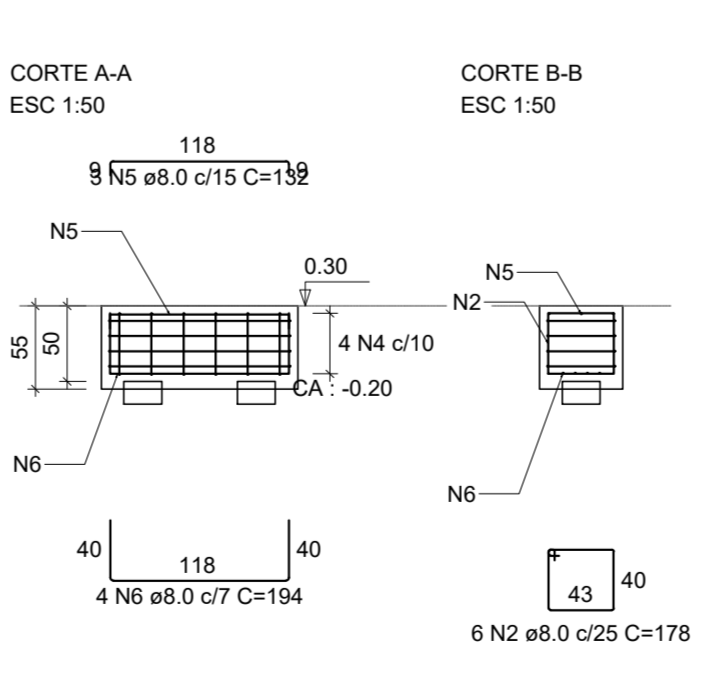 CORTE A-A
ESC 1:50
118
9 9
3 N5 ø8.0 c/15 C=132
N5
0.30
55
50
4 N4 c/10
CA : -0.20
N6
40
118
40
4 N6 ø8.0 c/7 C=194
CORTE B-B
ESC 1:50
N5
N2
N6
43
40
6 N2 ø8.0 c/25 C=178